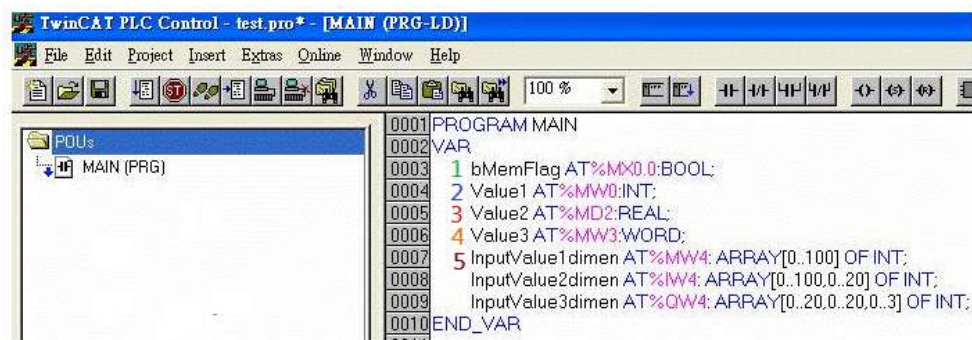 TwinCAT PLC Control - test.pro* - [MAIN (PRG-LD)]
File Edit Project Insert Extras Online Window Help
100 %
POUs
MAIN (PRG)
0001 PROGRAM MAIN
0002 VAR
0003 1 bMemFlag AT%MX0.0:BOOL;
0004 2 Value1 AT%MW0:INT;
0005 3 Value2 AT%MD2:REAL;
0006 4 Value3 AT%MW3:WORD;
0007 5 InputValue1dimen AT%MW4: ARRAY[0..100] OF INT;
0008 InputValue2dimen AT%IW4: ARRAY[0..100,0..20] OF INT;
0009 InputValue3dimen AT%QW4: ARRAY[0..20,0..20,0..3] OF INT;
0010 END_VAR